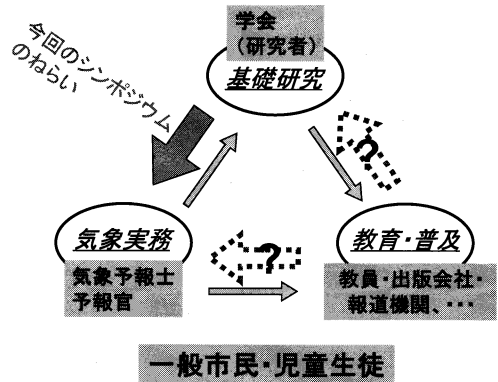 学会
(研究者)
基礎研究
今回のシンポジウム
のねらい
?
気象実務
気象予報士
予報官
?
教育・普及
教員・出版会社・
報道機関、・・・
一般市民・児童生徒